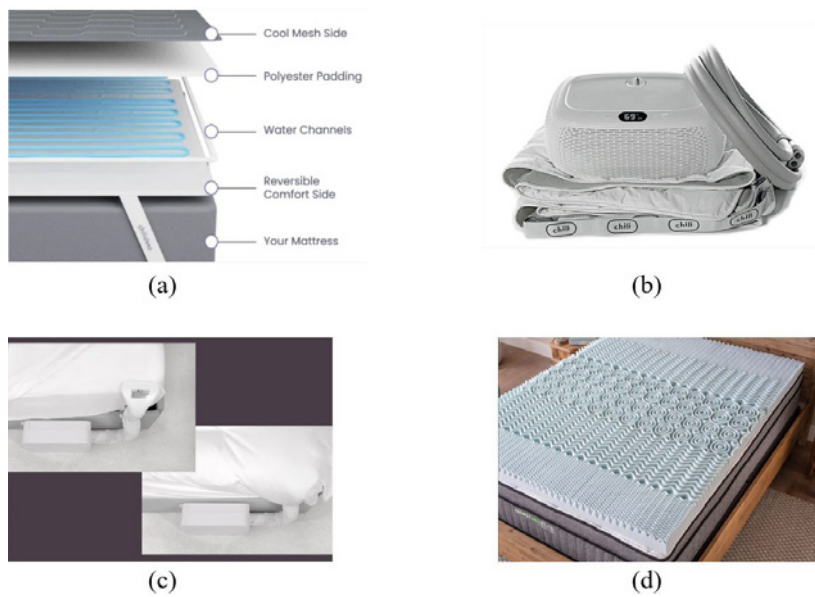 Cool Mesh Side
Polyester Padding
Water Channels
Reversible
Comfort Side
Your Mattress
(a)
69
chili
chili
chili
chili
(b)
(c)
(d)